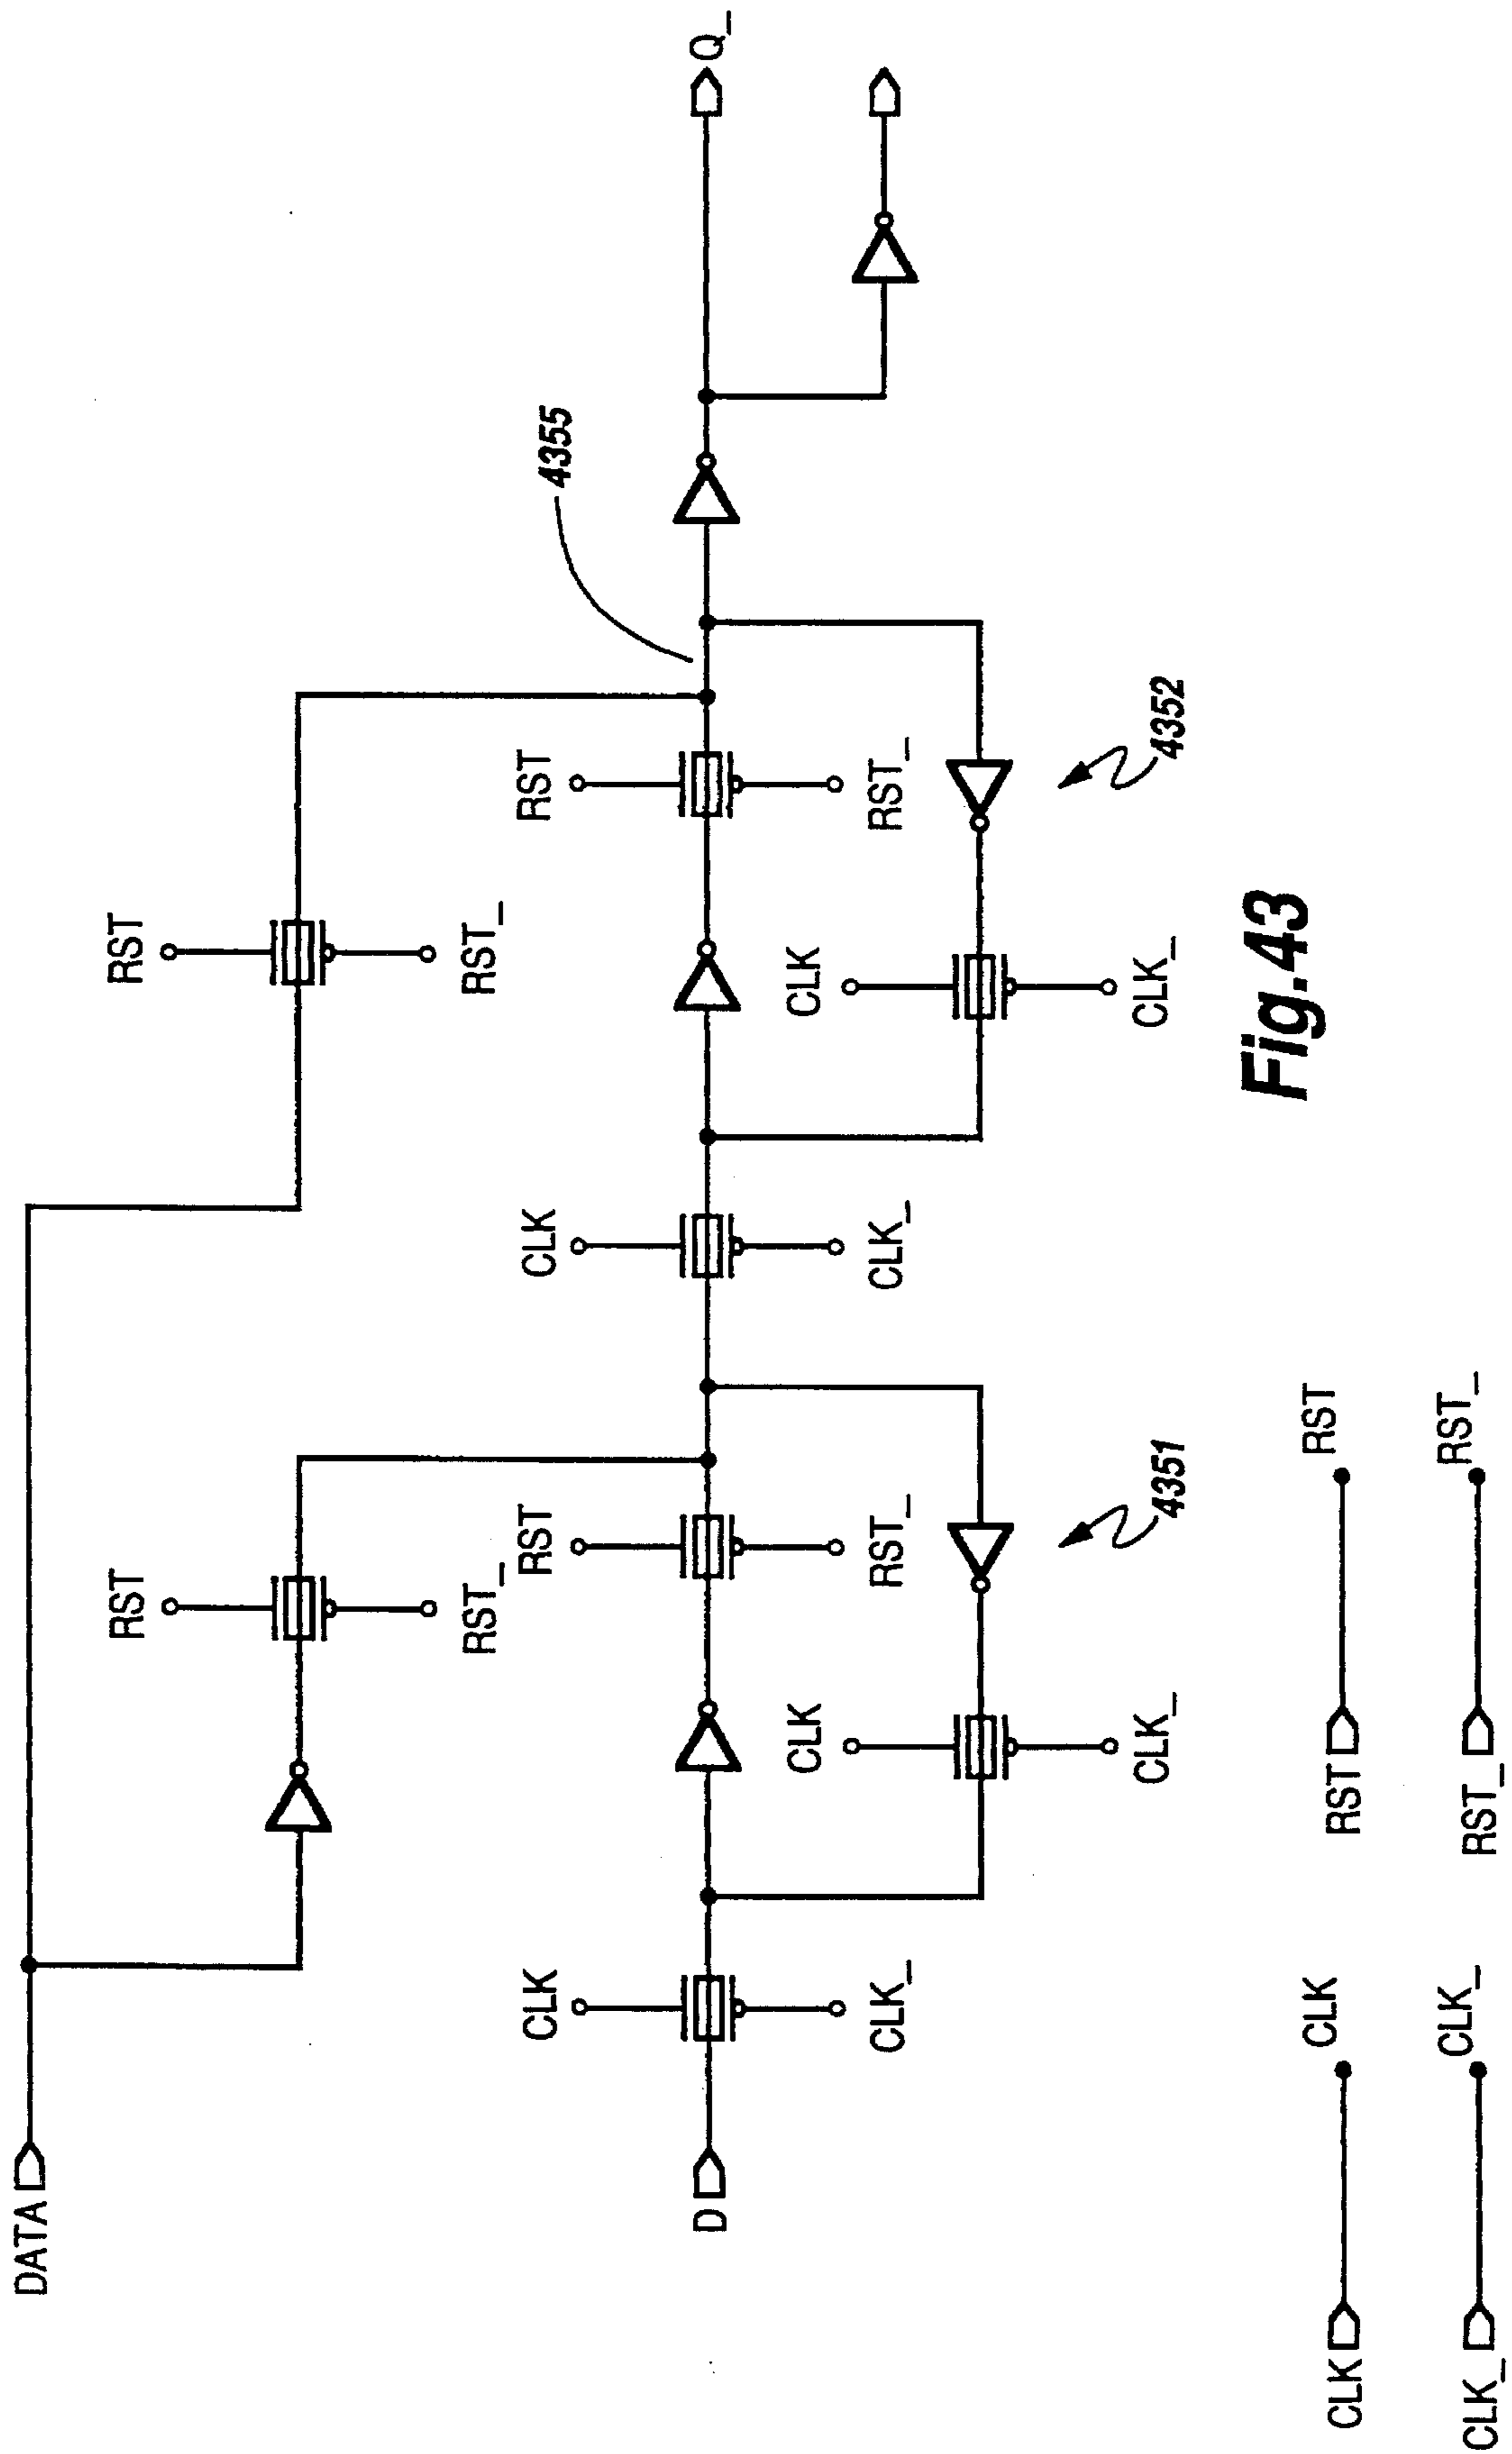 DATA
RST
RST_
RST
RST_
D
CLK
CLK_
RST
RST_
CLK
CLK_
RST
RST_
4355
Q_
CLK
CLK_
4351
CLK
CLK_
4352
CLK
CLK
RST
RST
CLK_
CLK_
RST_
RST_
Fig.43